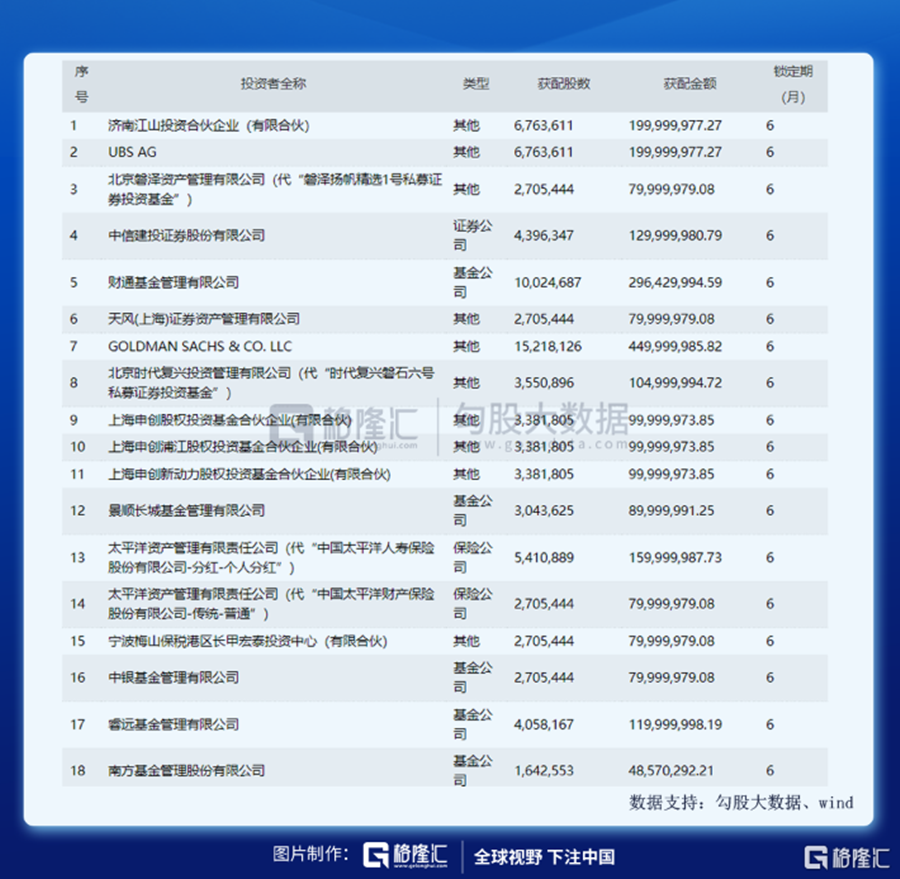 序
号
投资者全称 类型 获配股数 获配金额 锁定期
(月)
1 济南江山投资合伙企业（有限合伙） 其他 6,763,611 199,999,977.27 6
2 UBS AG 其他 6,763,611 199,999,977.27 6
3 北京磐泽资产管理有限公司（代“磐泽扬帆精选1号私募证
券投资基金”） 其他 2,705,444 79,999,979.08 6
4 中信建投证券股份有限公司 证券公
司 4,396,347 129,999,980.79 6
5 财通基金管理有限公司 基金公
司 10,024,687 296,429,994.59 6
6 天风(上海)证券资产管理有限公司 其他 2,705,444 79,999,979.08 6
7 GOLDMAN SACHS & CO. LLC 其他 15,218,126 449,999,985.82 6
8 北京时代复兴投资管理有限公司（代“时代复兴磐石六号
私募证券投资基金”） 其他 3,550,896 104,999,994.72 6
9 上海申创股权投资基金合伙企业(有限合伙) 其他 3,381,805 99,999,973.85 6
10 上海申创浦江股权投资基金合伙企业(有限合伙) 其他 3,381,805 99,999,973.85 6
11 上海申创新动力股权投资基金合伙企业(有限合伙) 其他 3,381,805 99,999,973.85 6
12 景顺长城基金管理有限公司 基金公
司 3,043,625 89,999,991.25 6
13 太平洋资产管理有限责任公司（代“中国太平洋人寿保险
股份有限公司-分红-个人分红”） 保险公
司 5,410,889 159,999,987.73 6
14 太平洋资产管理有限责任公司（代“中国太平洋财产保险
股份有限公司-传统-普通”） 保险公
司 2,705,444 79,999,979.08 6
15 宁波梅山保税港区长甲宏泰投资中心（有限合伙） 其他 2,705,444 79,999,979.08 6
16 中银基金管理有限公司 基金公
司 2,705,444 79,999,979.08 6
17 睿远基金管理有限公司 基金公
司 4,058,167 119,999,998.19 6
18 南方基金管理股份有限公司 基金公
司 1,642,553 48,570,292.21 6
格隆汇 勾股大数据
数据支持：勾股大数据、wind
图片制作： 格隆汇 全球视野 下注中国
www.gelonghui.com
格隆汇